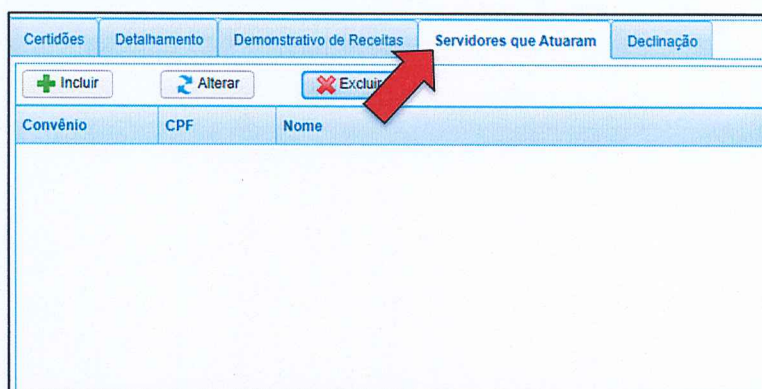 Certidões Detalhamento Demonstrativo de Receitas Servidores que Atuaram Declinação
Incluir Alterar Excluir
Convênio CPF Nome